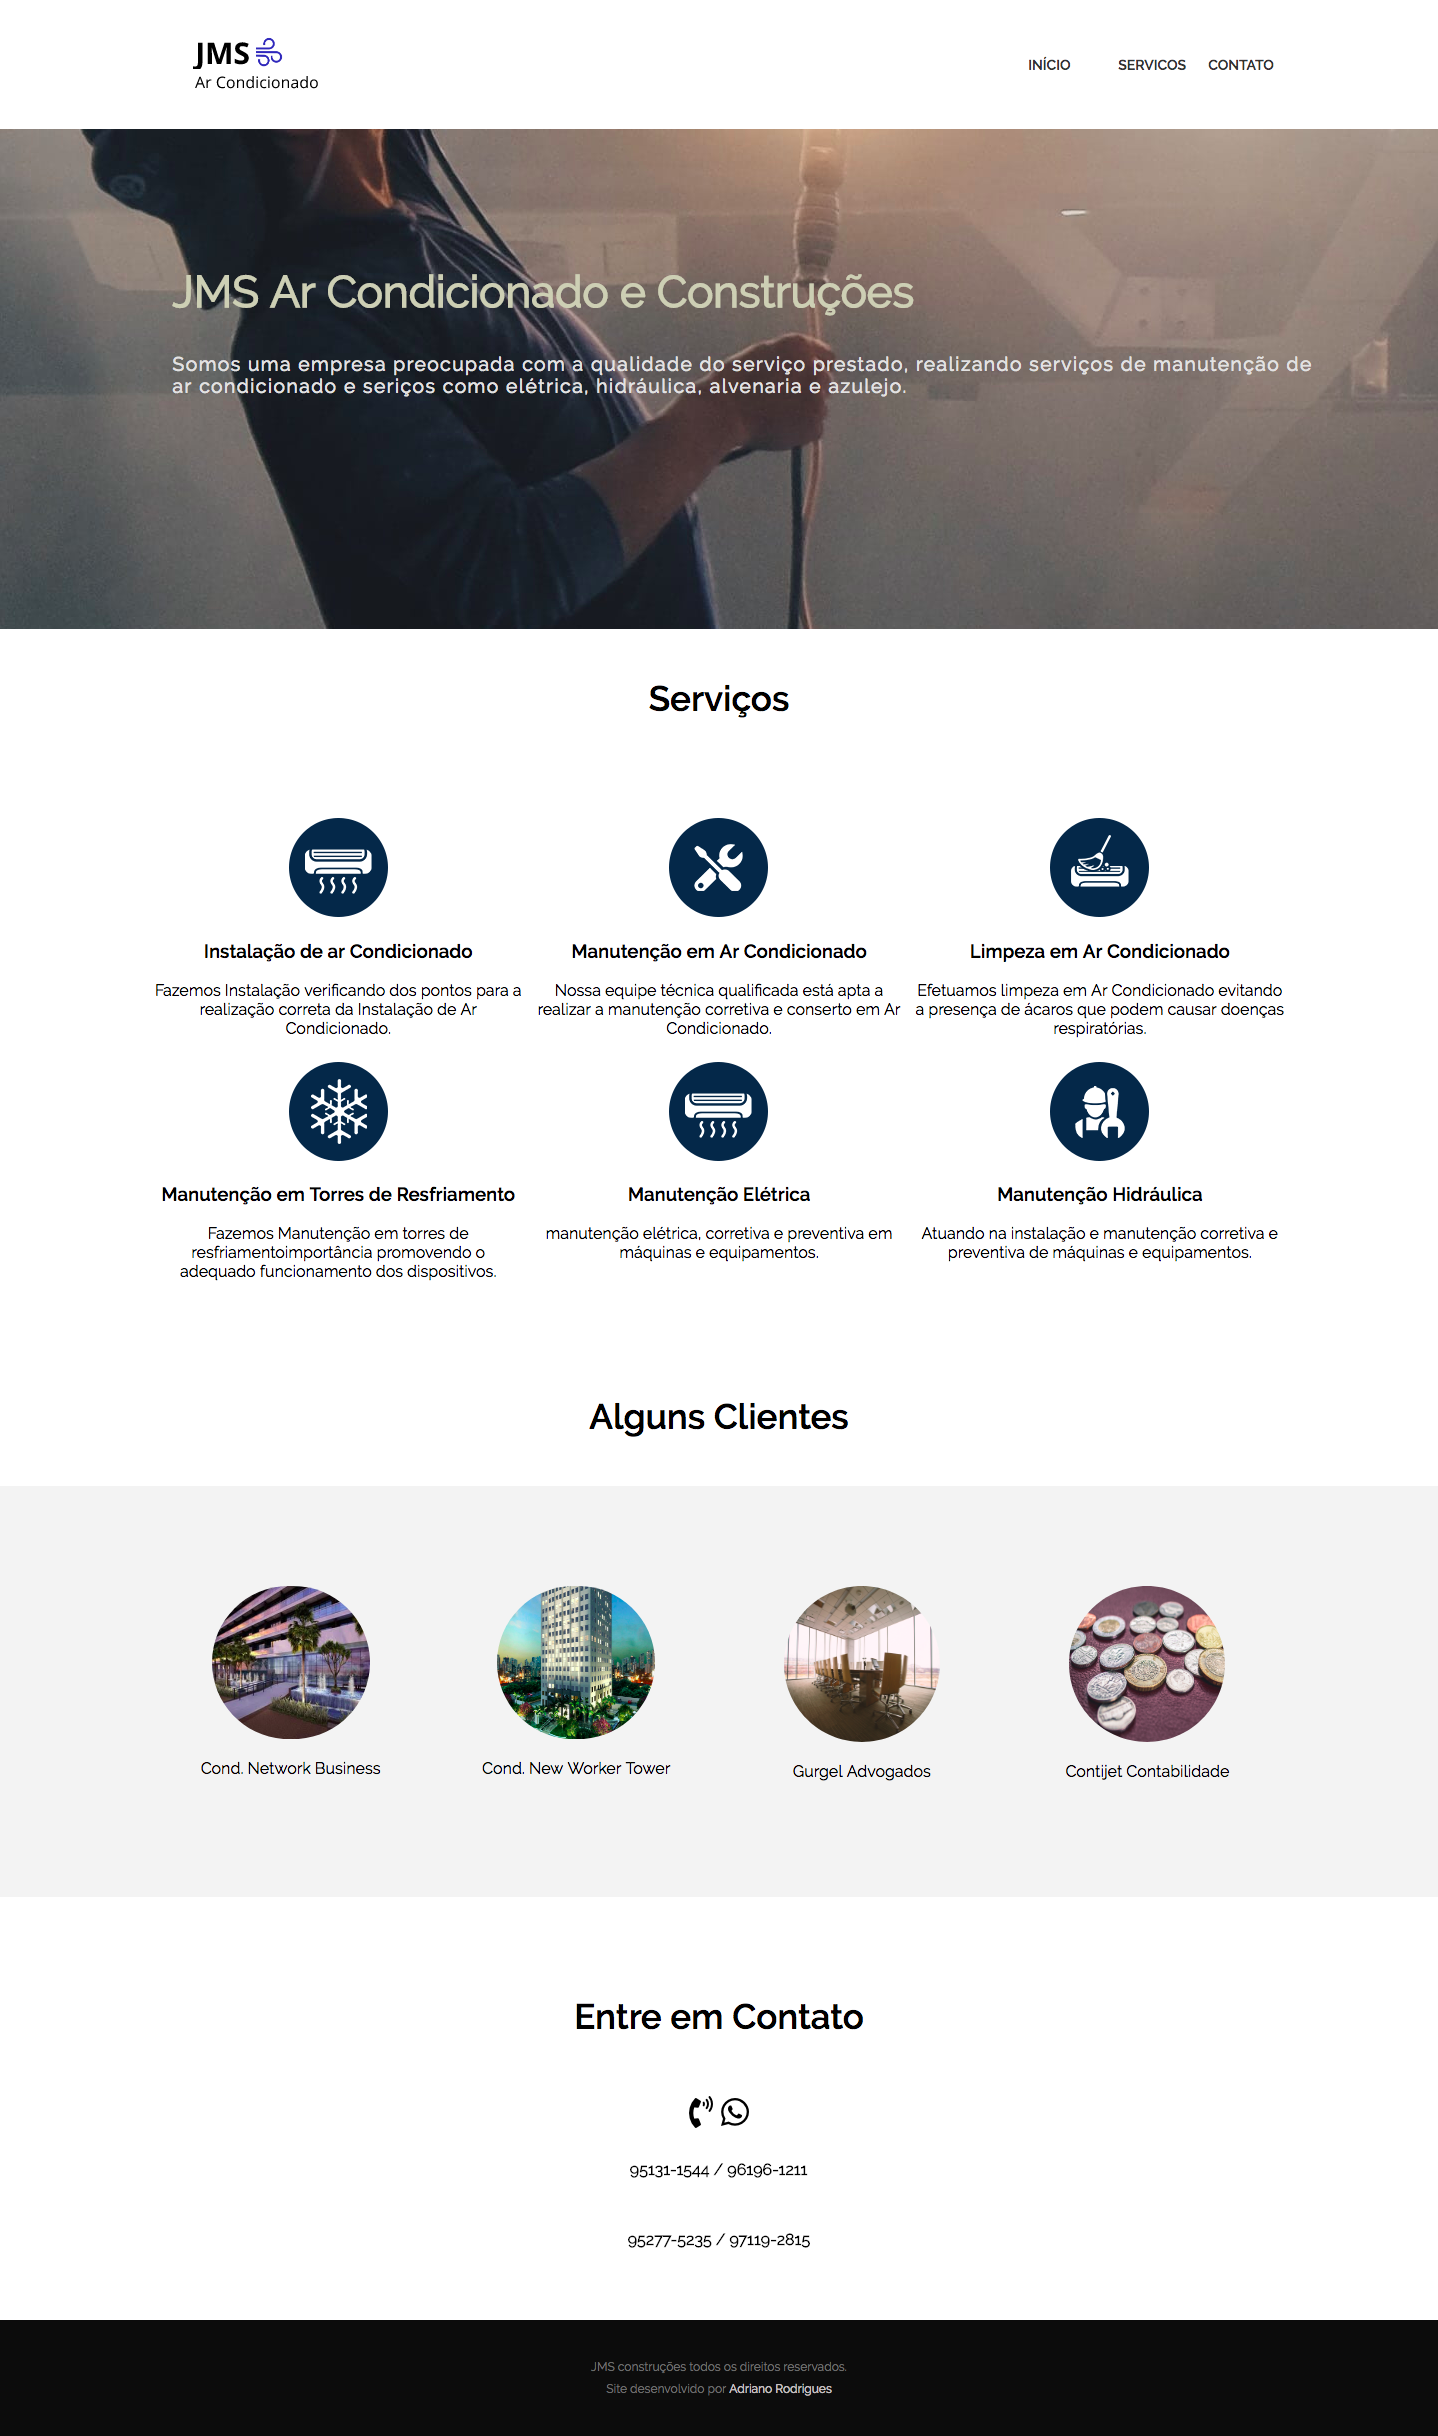 JMS
Ar Condicionado
INÍCIO SERVICOS CONTATO
JMS Ar Condicionado e Construções
Somos uma empresa preocupada com a qualidade do serviço prestado, realizando serviços de manutenção de
ar condicionado e seriços como elétrica, hidráulica, alvenaria e azulejo.
Serviços
Instalação de ar Condicionado
Fazemos Instalação verificando dos pontos para a
realização correta da Instalação de Ar
Condicionado.
Manutenção em Ar Condicionado
Nossa equipe técnica qualificada está apta a
realizar a manutenção corretiva e conserto em Ar
Condicionado.
Limpeza em Ar Condicionado
Efetuamos limpeza em Ar Condicionado evitando
a presença de ácaros que podem causar doenças
respiratórias.
Manutenção em Torres de Resfriamento
Fazemos Manutenção em torres de
resfriamentoimportância promovendo o
adequado funcionamento dos dispositivos.
Manutenção Elétrica
manutenção elétrica, corretiva e preventiva em
máquinas e equipamentos.
Manutenção Hidráulica
Atuando na instalação e manutenção corretiva e
preventiva de máquinas e equipamentos.
Alguns Clientes
Cond. Network Business
Cond. New Worker Tower
Gurgel Advogados
Contijet Contabilidade
Entre em Contato
95131-1544 / 96196-1211
95277-5235 / 97119-2815
JMS construções todos os direitos reservados.
Site desenvolvido por Adriano Rodrigues